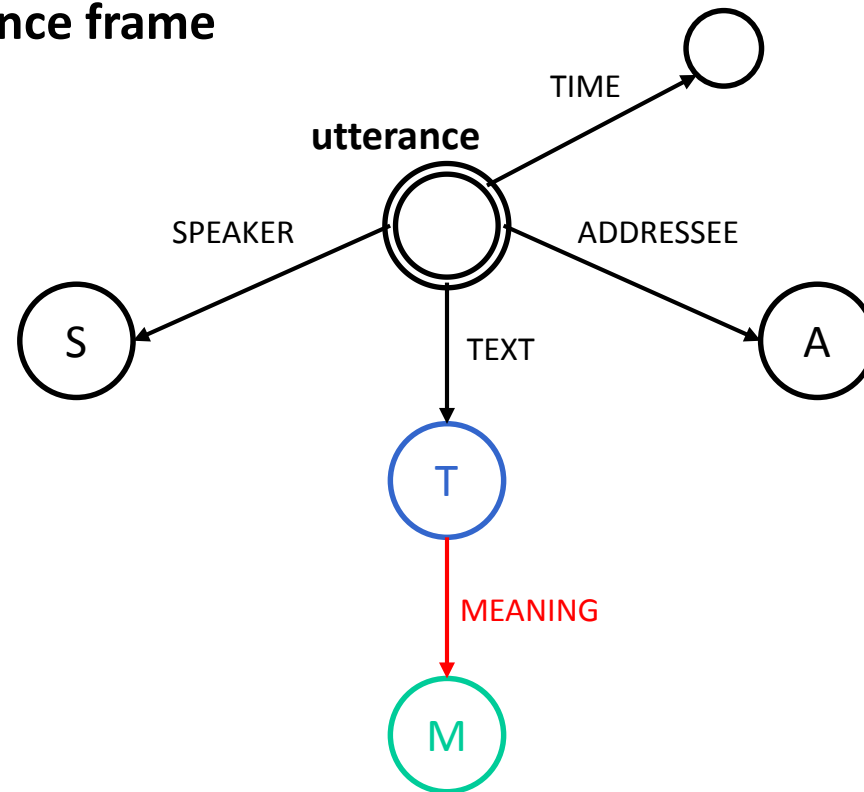 nce frame
TIME
utterance
SPEAKER
ADDRESSEE
S
A
TEXT
T
MEANING
M